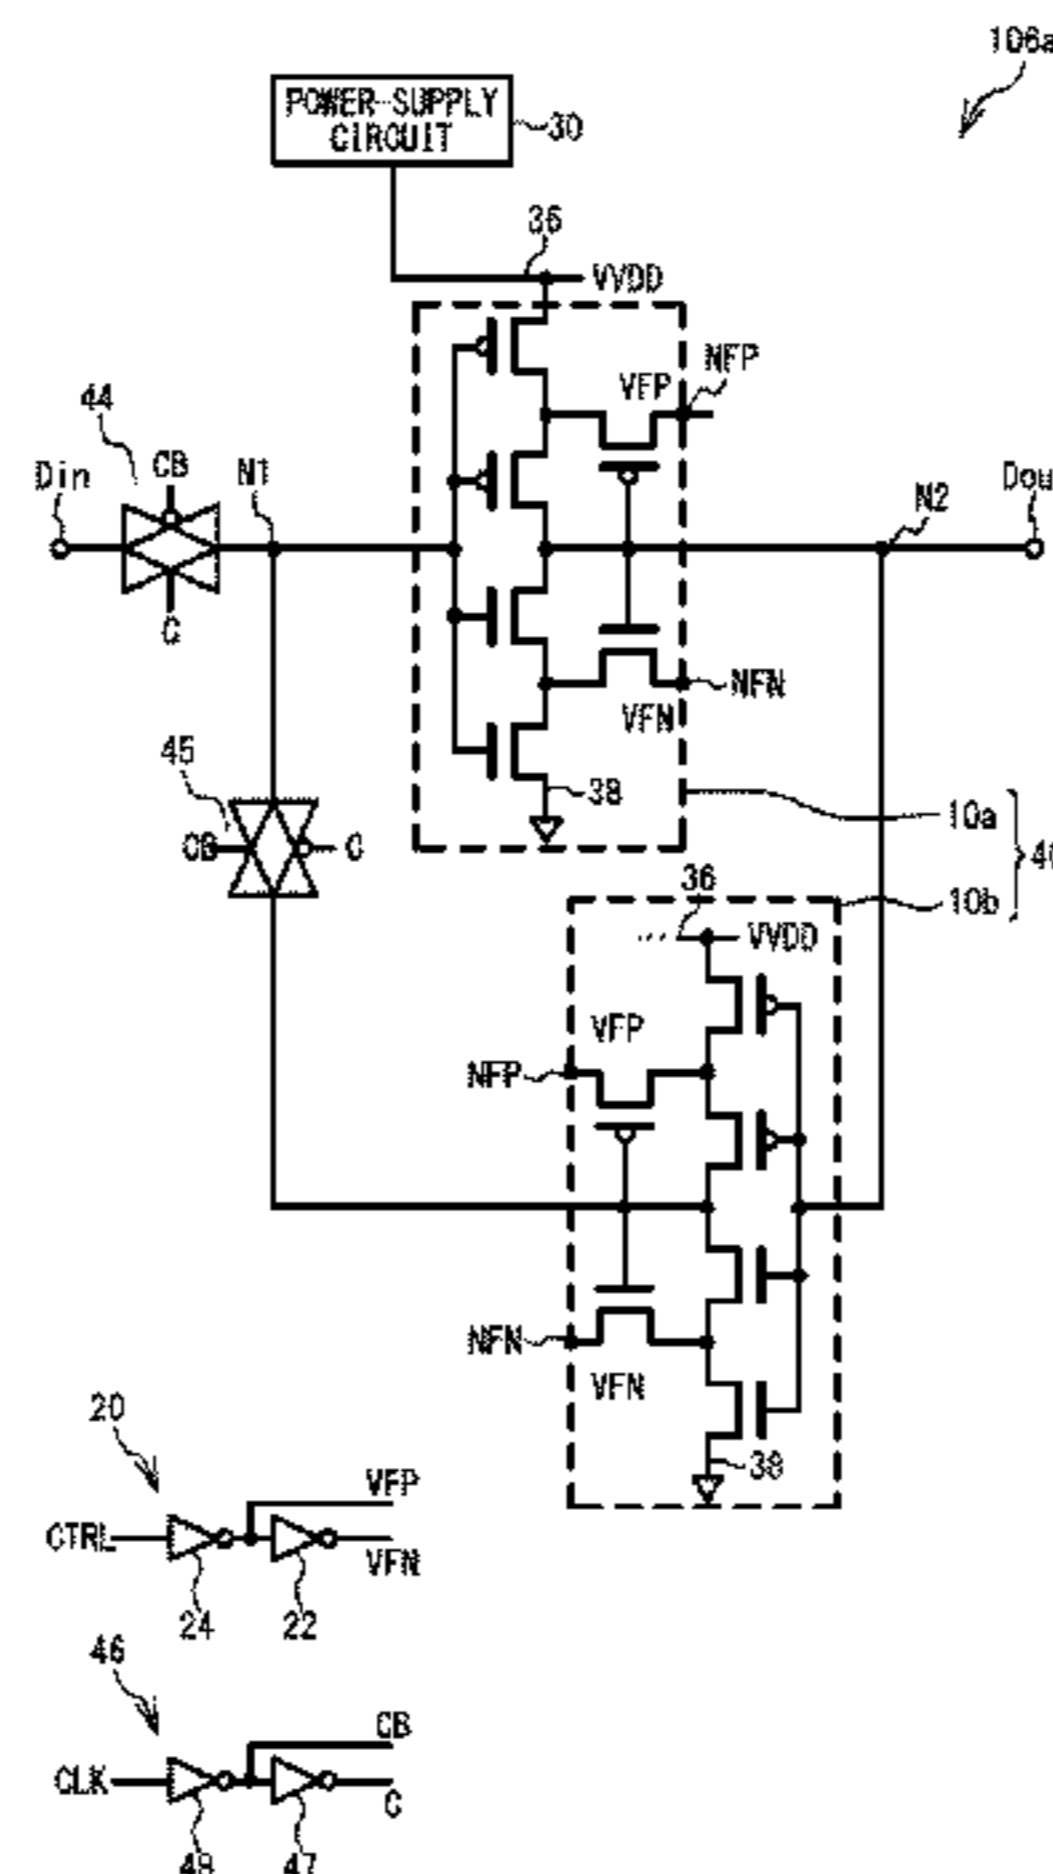 106a
POWER-SUPPLY
CIRCUIT
30
36
VVDD
VFP
NFP
44
CB
Din
N1
N2
Dou
C
NFN
VFN
45
38
CB
C
10a
10b
36
VVDD
VFP
NFP
NFN
VFN
38
20
VFP
CTRL
VFN
24
22
46
CB
CLK
C
48
47